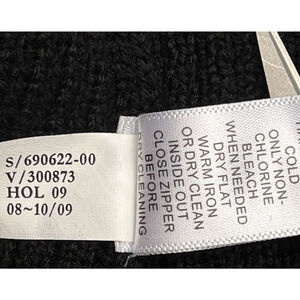 S/690622-00
V/300873
HOL 09
08~10/09
COLD
ONLY NON-
CHLORINE
BLEACH
WHEN NEEDED
DRY FLAT
WARM IRON
OR DRY CLEAN
INSIDE OUT
CLOSE ZIPPER
BEFORE
DRY CLEANING